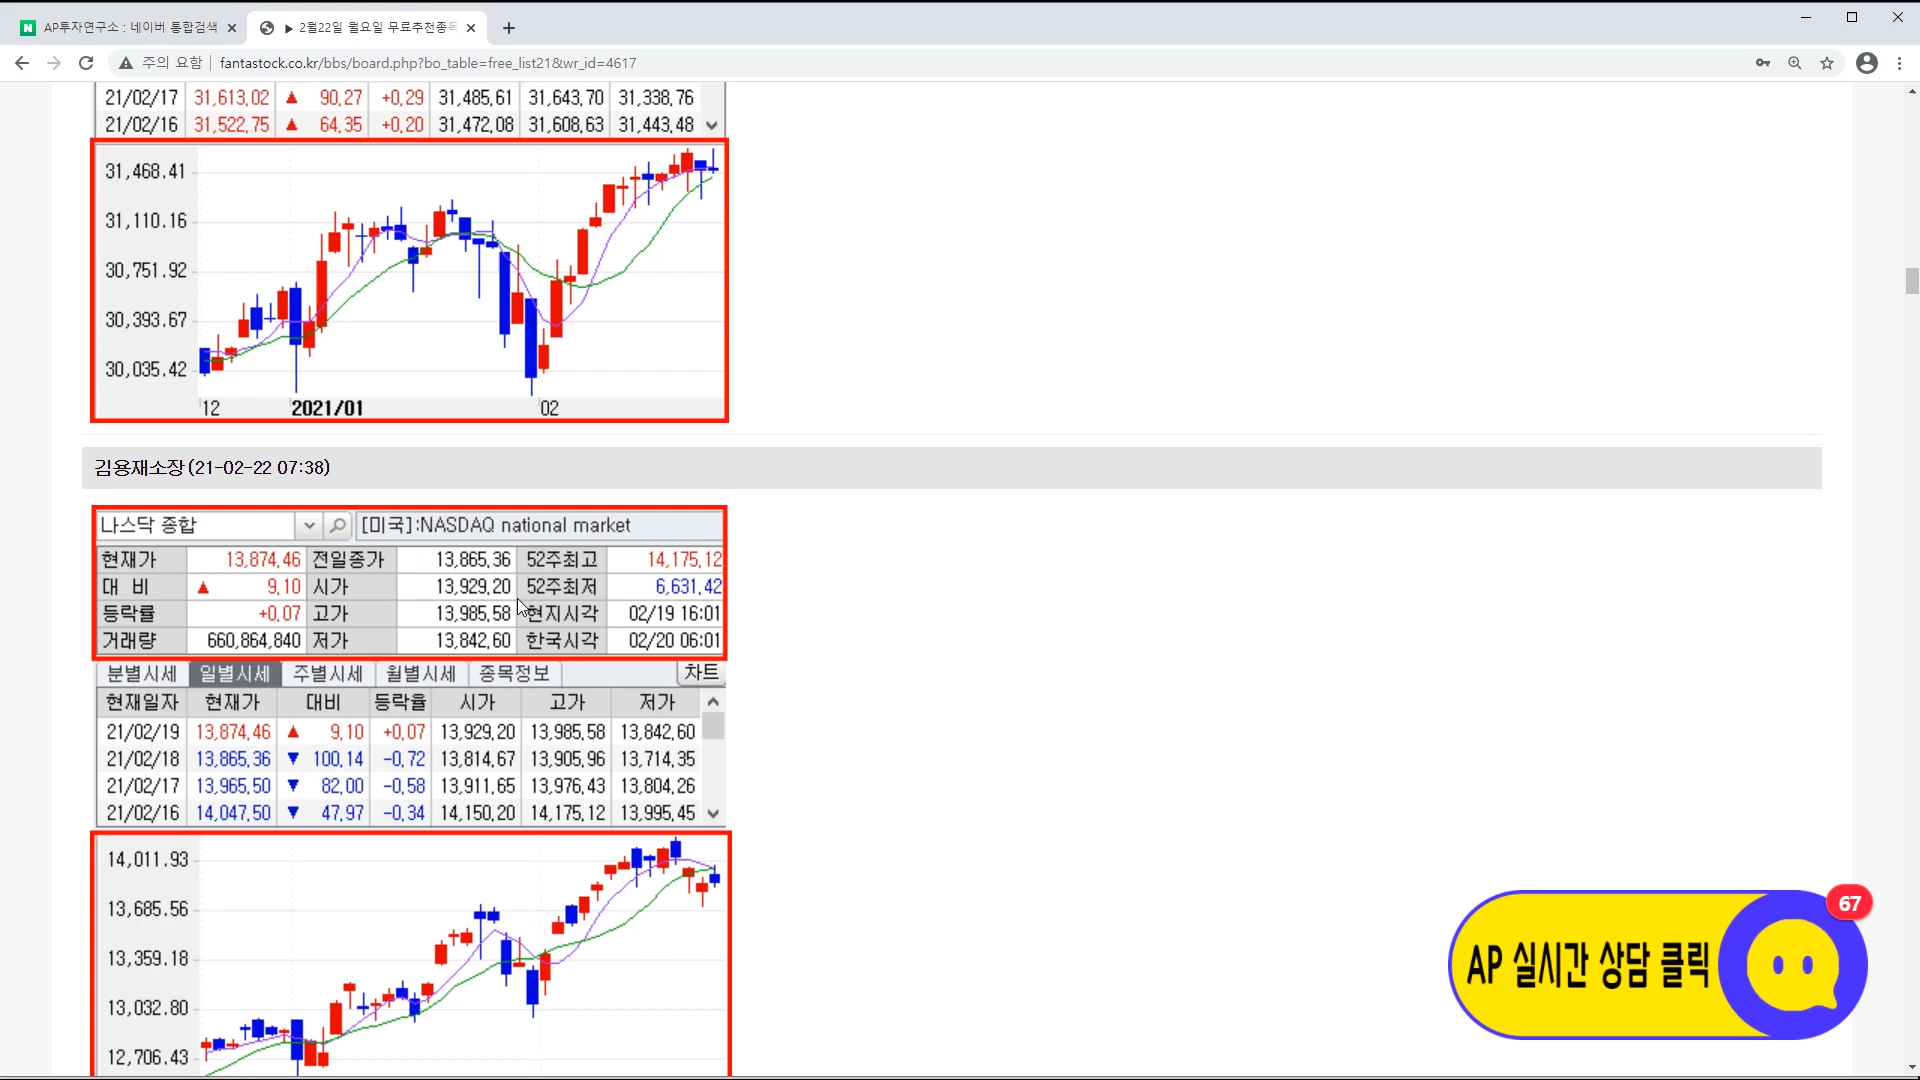 AP투자연구소 : 네이버 통합검색
▶ 2월22일 월요일 무료추천종목
주의 요함
fantastock.co.kr/bbs/board.php?bo_table=free_list21&wr_id=4617
21/02/17 31,613,02 ▲ 90,27 +0,29 31,485,61 31,643,70 31,338,76
21/02/16 31,522,75 ▲ 64,35 +0,20 31,472,08 31,608,63 31,443,48
31,468.41
31,110.16
30,751.92
30,393.67
30,035.42
12 2021/01 02
김용재소장 (21-02-22 07:38)
나스닥 종합 [미국]:NASDAQ national market
현재가 13,874,46 전일종가 13,865,36 52주최고 14,175,12
대 비 ▲ 9,10 시가 13,929,20 52주최저 6,631,42
등락률 +0,07 고가 13,985,58 현지시각 02/19 16:01
거래량 660,864,840 저가 13,842,60 한국시각 02/20 06:01
분별시세 일별시세 주별시세 월별시세 종목정보 차트
현재일자 현재가 대비 등락율 시가 고가 저가
21/02/19 13,874,46 ▲ 9,10 +0,07 13,929,20 13,985,58 13,842,60
21/02/18 13,865,36 ▼ 100,14 -0,72 13,814,67 13,905,96 13,714,35
21/02/17 13,965,50 ▼ 82,00 -0,58 13,911,65 13,976,43 13,804,26
21/02/16 14,047,50 ▼ 47,97 -0,34 14,150,20 14,175,12 13,995,45
14,011.93
13,685.56
13,359.18
13,032.80
12,706.43
67
AP 실시간 상담 클릭